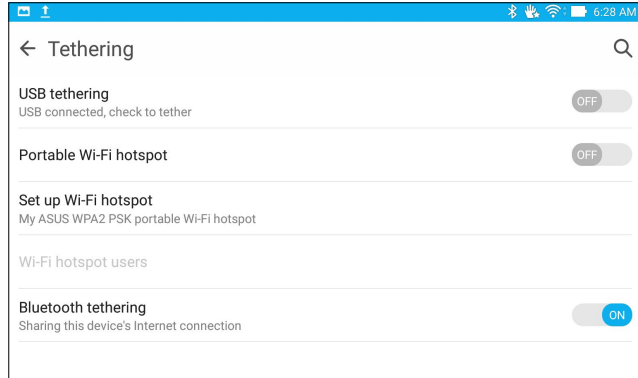 6:28 AM
Tethering
USB tethering
USB connected, check to tether
OFF
Portable Wi-Fi hotspot
OFF
Set up Wi-Fi hotspot
My ASUS WPA2 PSK portable Wi-Fi hotspot
Wi-Fi hotspot users
Bluetooth tethering
Sharing this device's Internet connection
ON